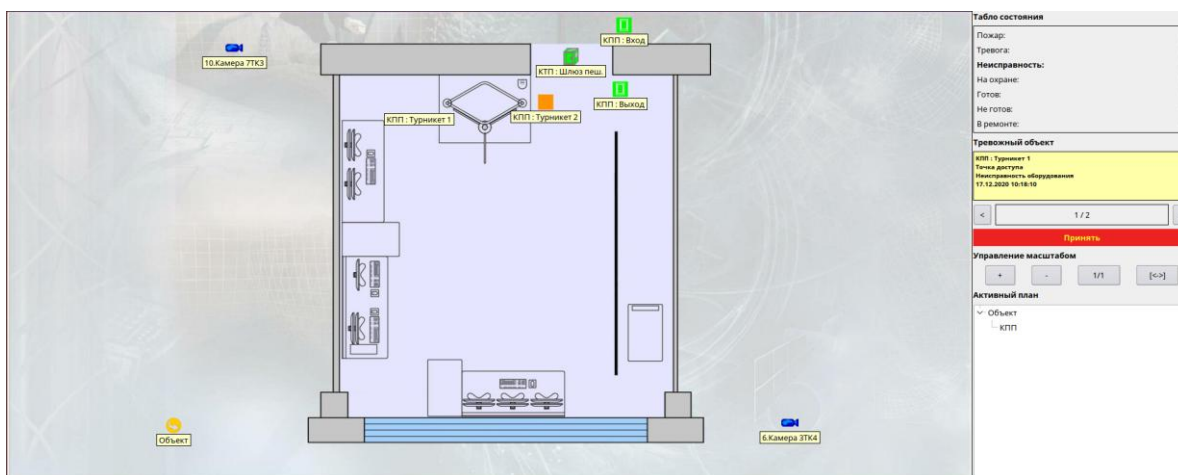 КПП : Вход
10.Камера 7ТК3
КТП : Шлюз пеш.
КПП : Выход
КПП : Турникет 1
КПП : Турникет 2
Объект
6.Камера 3ТК4
Табло состояния
Пожар:
Тревога:
Неисправность:
На охране:
Готов:
Не готов:
В ремонте:
Тревожный объект
КПП : Турникет 1
Точка доступа
Неисправность оборудования
17.12.2020 10:18:10
< 1 / 2
Принять
Управление масштабом
+ - 1/1 [<->]
Активный план
Объект
КПП